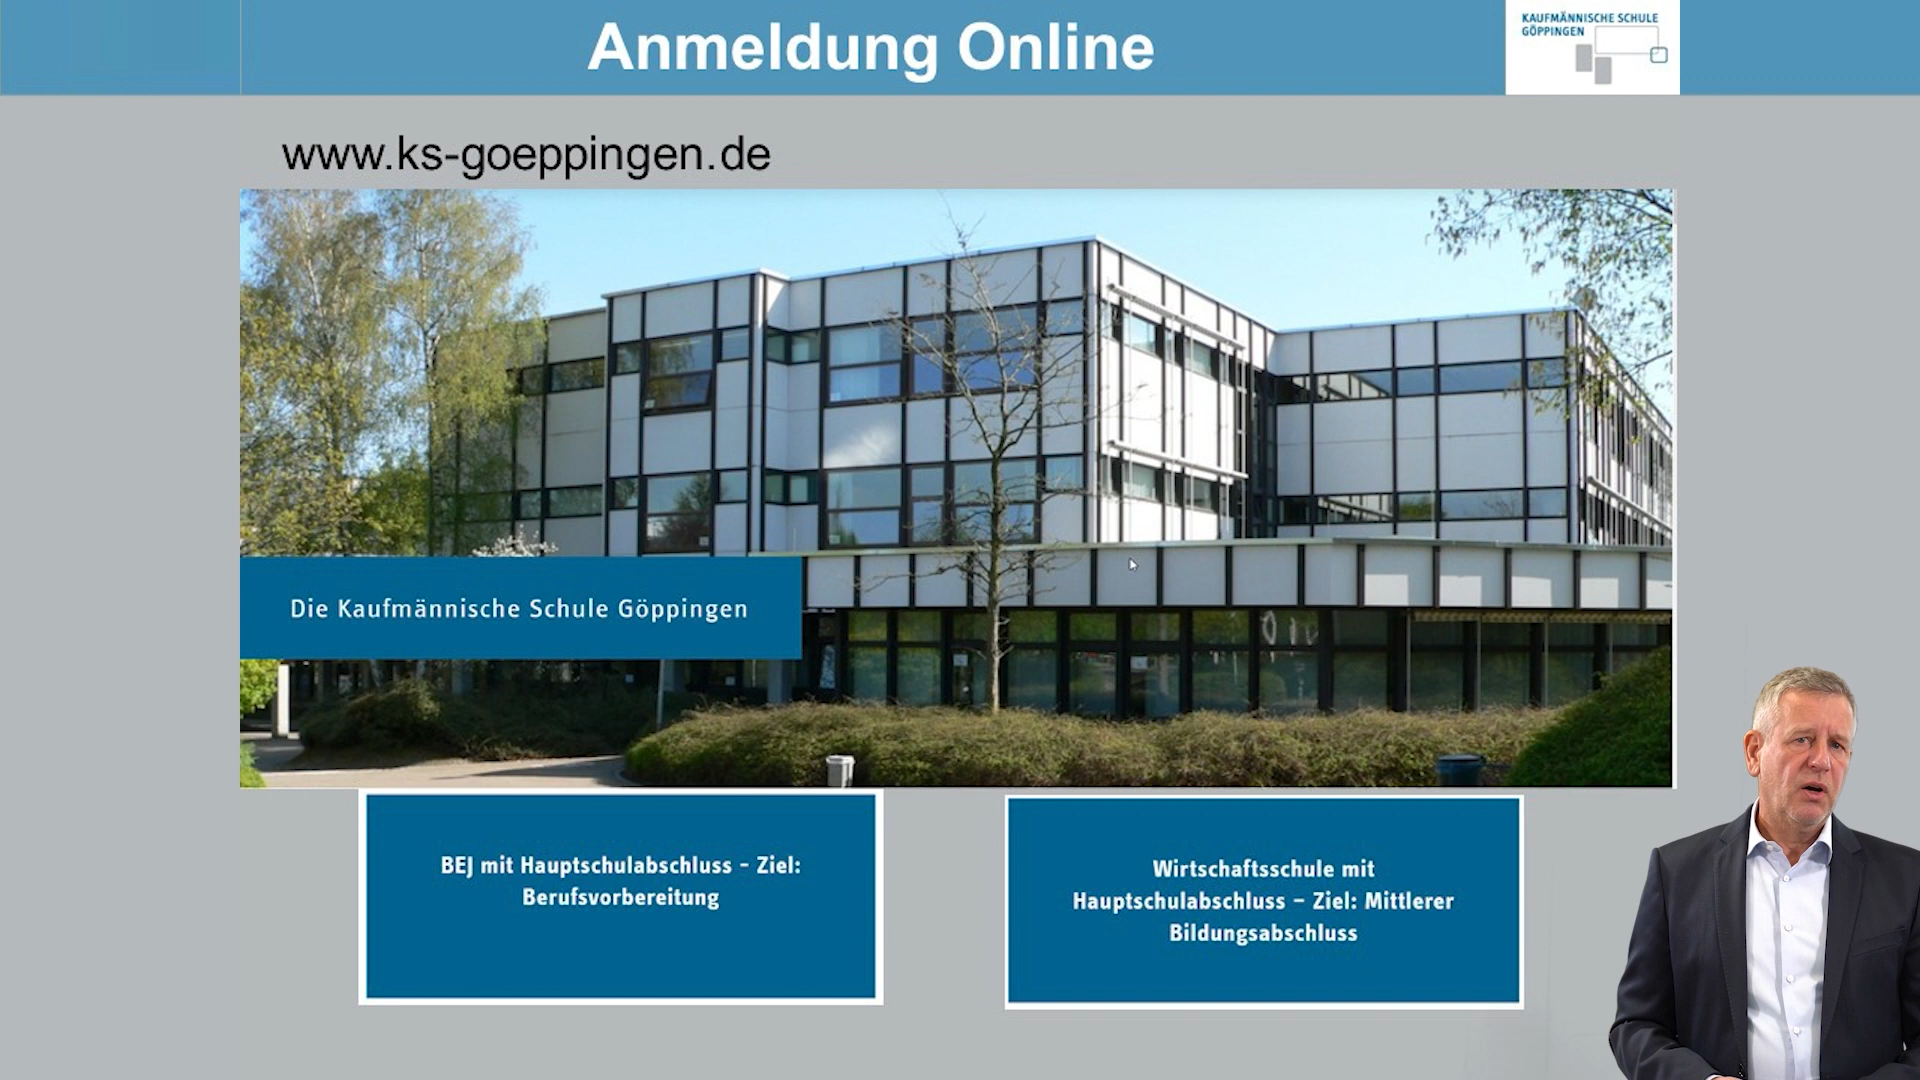 Anmeldung Online
KAUFMÄNNISCHE SCHULE
GÖPPINGEN
www.ks-goeppingen.de
Die Kaufmännische Schule Göppingen
BEJ mit Hauptschulabschluss – Ziel:
Berufsvorbereitung
Wirtschaftsschule mit
Hauptschulabschluss – Ziel: Mittlerer
Bildungsabschluss